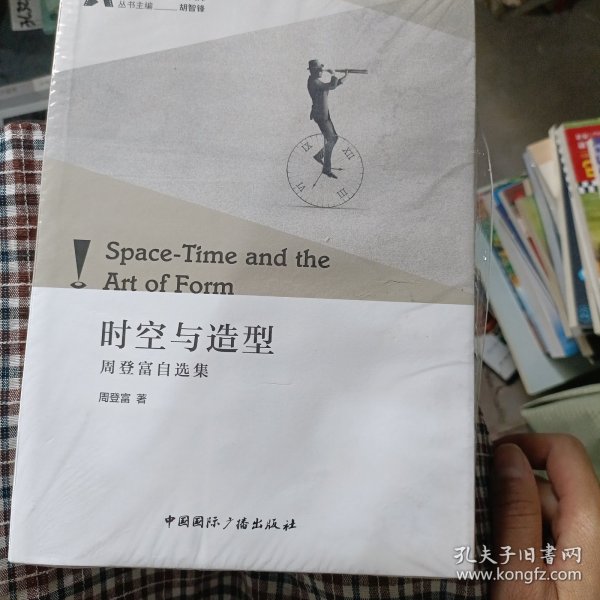 丛书主编 胡智锋
Space-Time and the
Art of Form
时空与造型
周登富自选集
周登富 著
中国国际广播出版社
孔夫子旧书网
www.kongfz.com